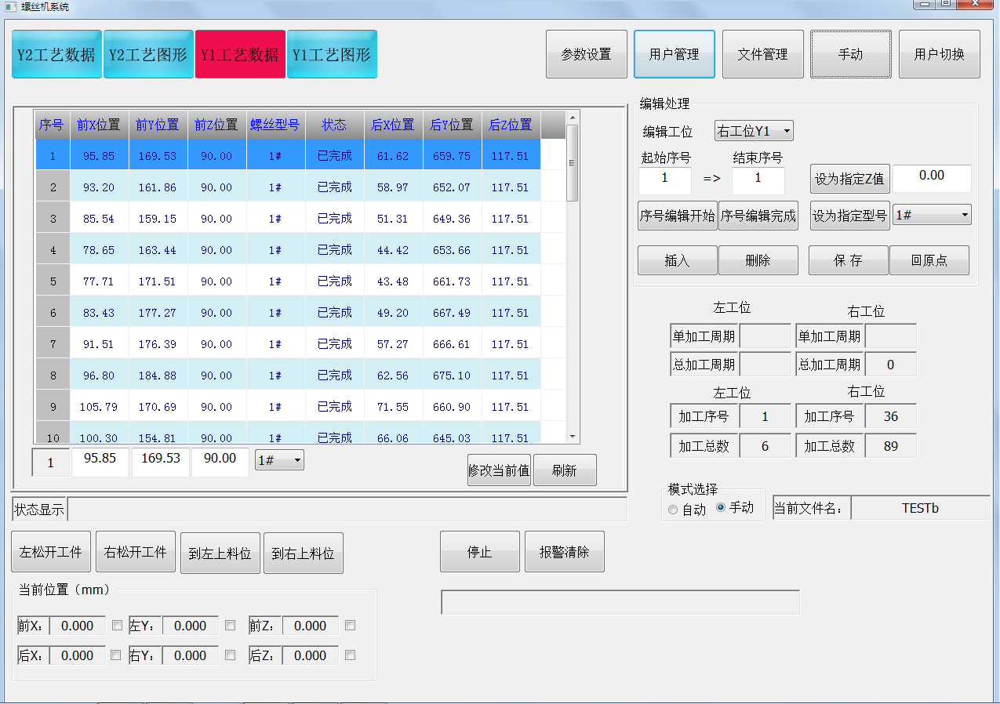 螺丝机系统
Y2工艺数据 Y2工艺图形 Y1工艺数据 Y1工艺图形 参数设置 用户管理 文件管理 手动 用户切换
序号 前X位置 前Y位置 前Z位置 螺丝型号 状态 后X位置 后Y位置 后Z位置
1 95.85 169.53 90.00 1# 已完成 61.62 659.75 117.51
2 93.20 161.86 90.00 1# 已完成 58.97 652.07 117.51
3 85.54 159.15 90.00 1# 已完成 51.31 649.36 117.51
4 78.65 163.44 90.00 1# 已完成 44.42 653.66 117.51
5 77.71 171.51 90.00 1# 已完成 43.48 661.73 117.51
6 83.43 177.27 90.00 1# 已完成 49.20 667.49 117.51
7 91.51 176.39 90.00 1# 已完成 57.27 666.61 117.51
8 96.80 184.88 90.00 1# 已完成 62.56 675.10 117.51
9 105.79 170.69 90.00 1# 已完成 71.55 660.90 117.51
10 100.30 154.81 90.00 1# 已完成 66.06 645.03 117.51
1 95.85 169.53 90.00 1#
修改当前值 刷新
编辑处理
编辑工位 右工位Y1
起始序号 结束序号
1 => 1 设为指定Z值 0.00
序号编辑开始 序号编辑完成 设为指定型号 1#
插入 删除 保 存 回原点
左工位 右工位
单加工周期 单加工周期
总加工周期 总加工周期 0
左工位 右工位
加工序号 1 加工序号 36
加工总数 6 加工总数 89
模式选择
自动 手动 当前文件名： TESTb
状态显示
左松开工件 右松开工件 到左上料位 到右上料位 停止 报警清除
当前位置（mm）
前X： 0.000 左Y： 0.000 前Z： 0.000
后X： 0.000 右Y： 0.000 后Z： 0.000